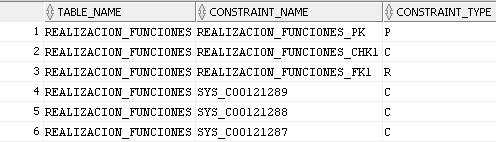 TABLE_NAME CONSTRAINT_NAME CONSTRAINT_TYPE
1 REALIZACION_FUNCIONES REALIZACION_FUNCIONES_PK P
2 REALIZACION_FUNCIONES REALIZACION_FUNCIONES_CHK1 C
3 REALIZACION_FUNCIONES REALIZACION_FUNCIONES_FK1 R
4 REALIZACION_FUNCIONES SYS_C00121289 C
5 REALIZACION_FUNCIONES SYS_C00121288 C
6 REALIZACION_FUNCIONES SYS_C00121287 C